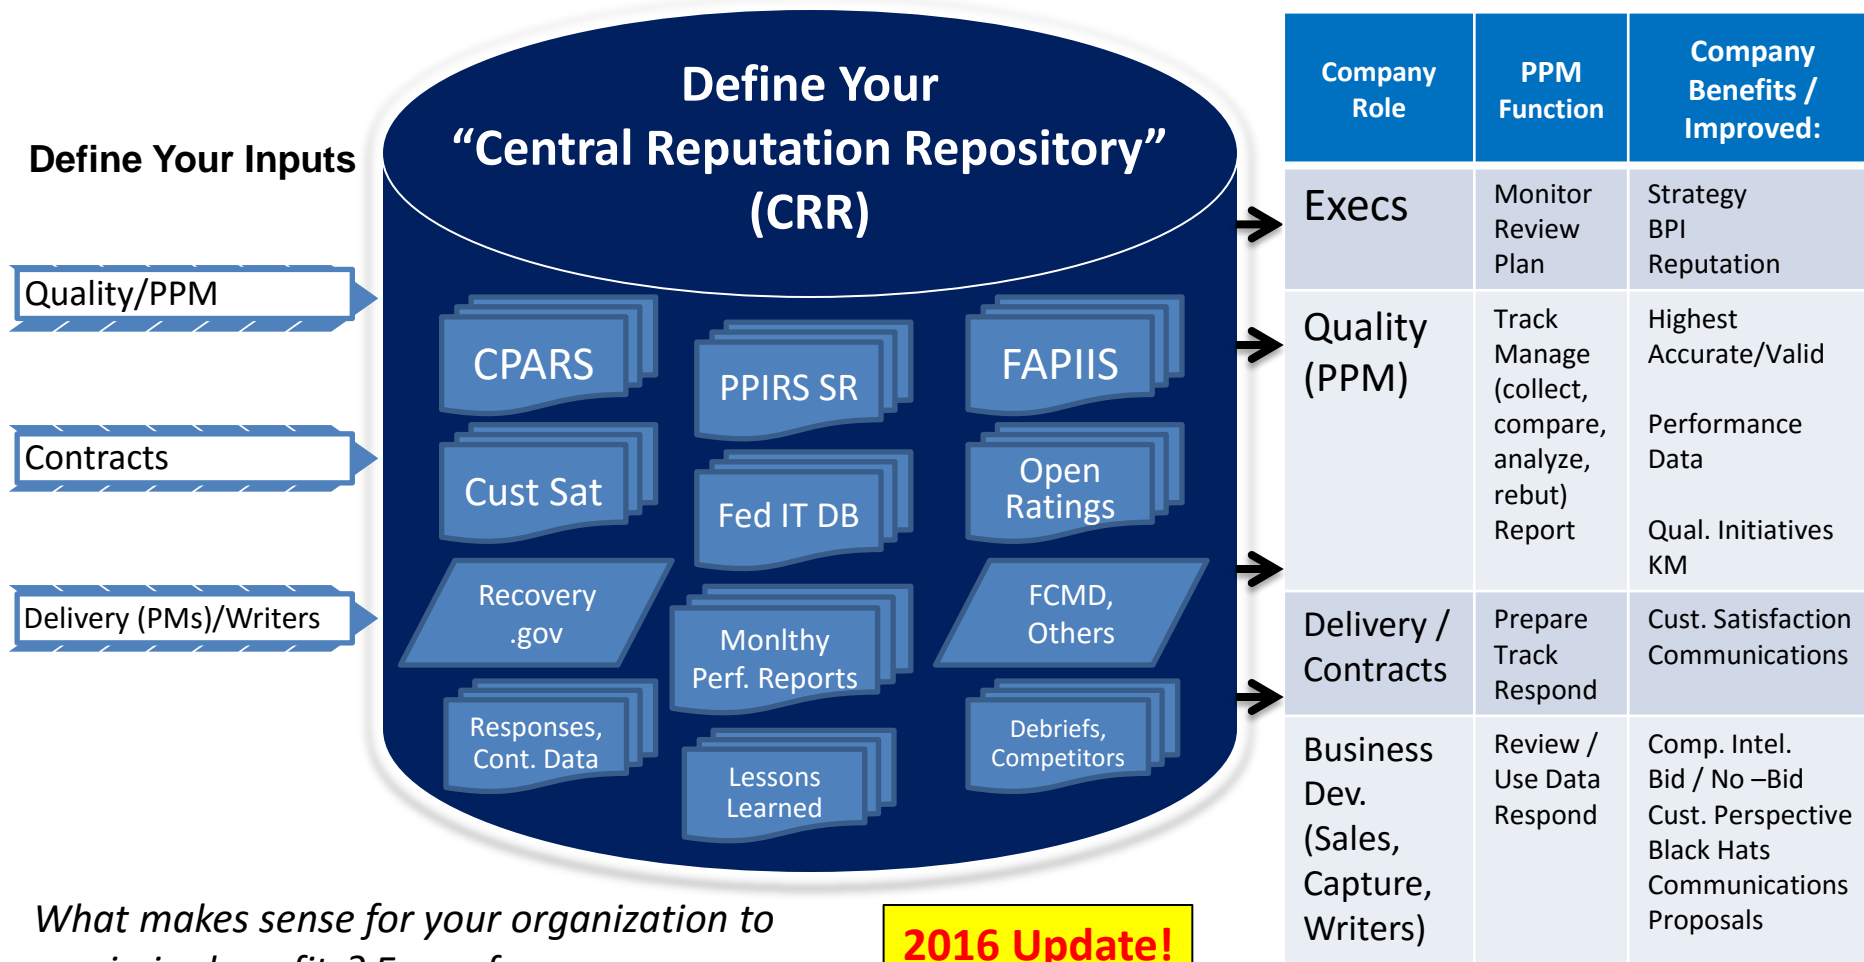 Define Your Inputs
Quality/PPM
Contracts
Delivery (PMs)/Writers
Define Your
“Central Reputation Repository”
(CRR)
CPARS
PPIRS SR
FAPIIS
Cust Sat
Fed IT DB
Open
Ratings
Recovery
.gov
Monlthy
Perf. Reports
FCMD,
Others
Responses,
Cont. Data
Lessons
Learned
Debriefs,
Competitors
Company
Role
PPM
Function
Company
Benefits /
Improved:
Execs
Monitor
Review
Plan
Strategy
BPI
Reputation
Quality
(PPM)
Track
Manage
(collect,
compare,
analyze,
rebut)
Report
Highest
Accurate/Valid
Performance
Data
Qual. Initiatives
KM
Delivery /
Contracts
Prepare
Track
Respond
Cust. Satisfaction
Communications
Business
Dev.
(Sales,
Capture,
Writers)
Review /
Use Data
Respond
Comp. Intel.
Bid / No –Bid
Cust. Perspective
Black Hats
Communications
Proposals
What makes sense for your organization to
2016 Update!